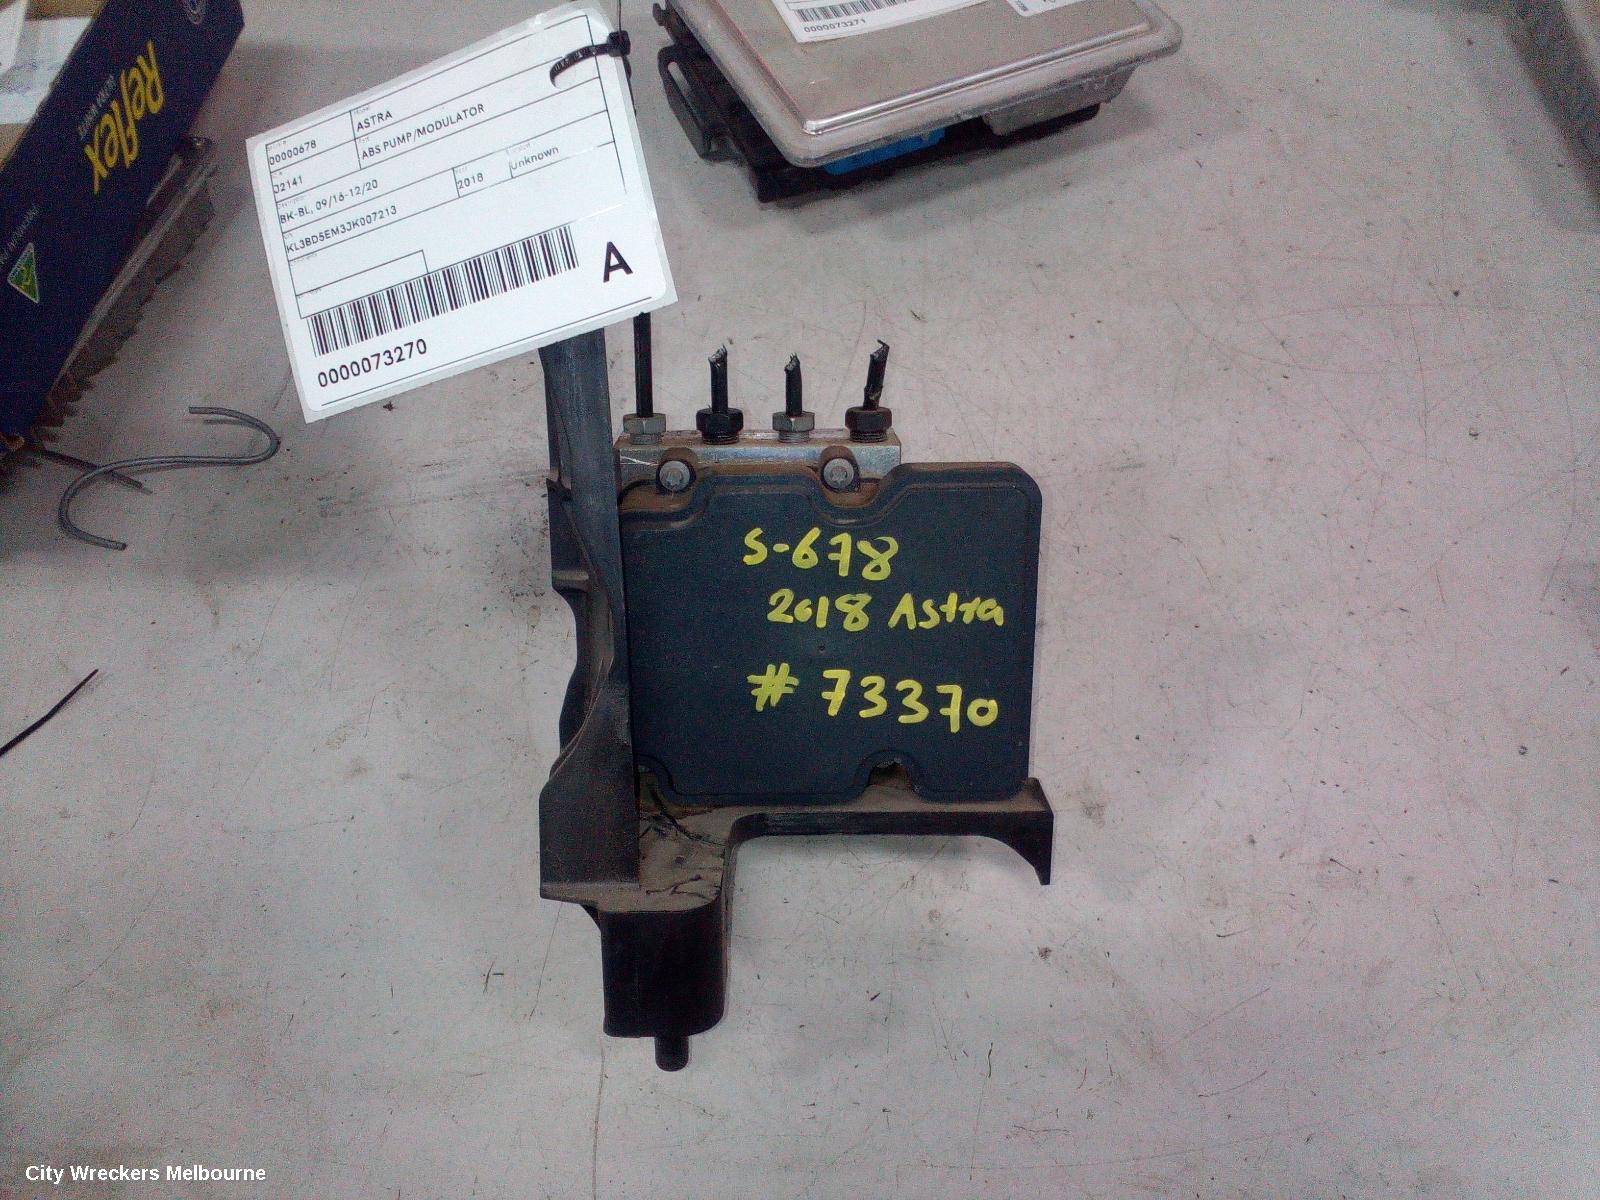 0000073271
Reflex
00000678
ASTRA
J2141
ABS PUMP/MODULATOR
BK-BL, 09/16-12/20
2018
Unknown
KL3BD5EM3JK007213
A
0000073270
S-678
2018 Astra
# 73370
City Wreckers Melbourne